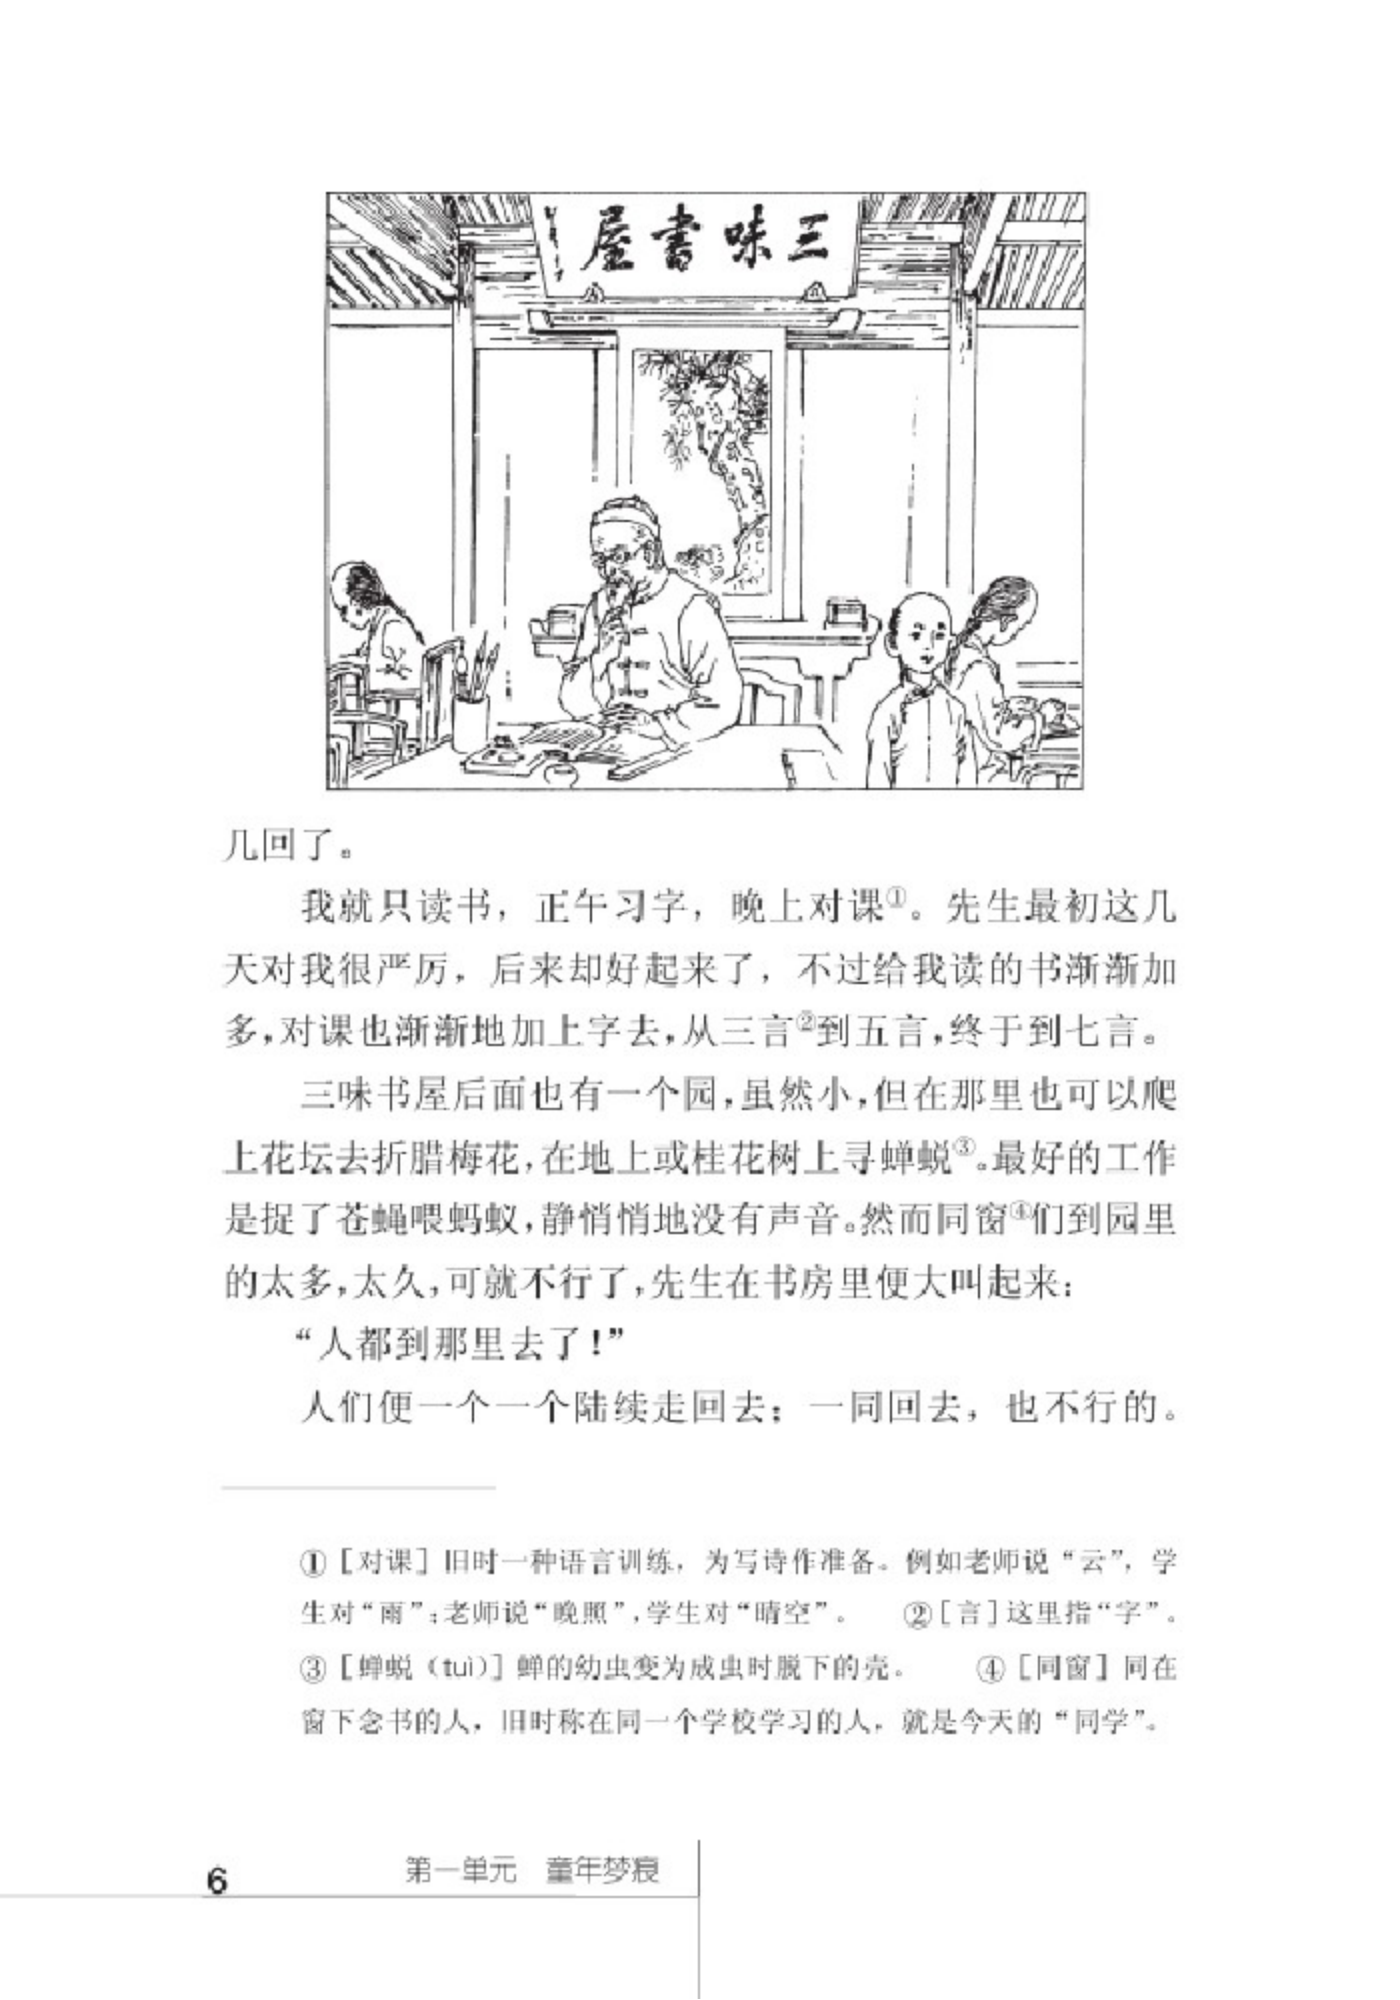 三味書屋
几回了。
我就只读书，正午习字，晚上对课①。先生最初这几
天对我很严厉，后来却好起来了，不过给我读的书渐渐加
多，对课也渐渐地加上字去，从三言②到五言，终于到七言。
三味书屋后面也有一个园，虽然小，但在那里也可以爬
上花坛去折腊梅花，在地上或桂花树上寻蝉蜕③。最好的工作
是捉了苍蝇喂蚂蚁，静悄悄地没有声音。然而同窗④们到园里
的太多，太久，可就不行了，先生在书房里便大叫起来：
“人都到那里去了！”
人们便一个一个陆续走回去；一同回去，也不行的。
①［对课］旧时一种语言训练，为写诗作准备。例如老师说“云”，学
生对“雨”；老师说“晚照”，学生对“晴空”。 ②［言］这里指“字”。
③［蝉蜕（tuì）］蝉的幼虫变为成虫时脱下的壳。 ④［同窗］同在
窗下念书的人，旧时称在同一个学校学习的人，就是今天的“同学”。
6 第一单元 童年梦痕